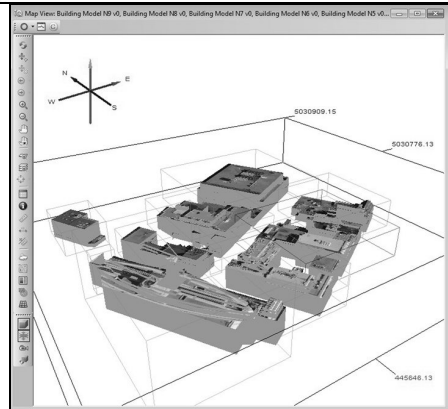 Map View: Building Model N9 v0, Building Model N8 v0, Building Model N7 v0, Building Model N6 v0, Building Model N5 v0...
N
E
W
S
5030909.15
5030776.13
445646.13